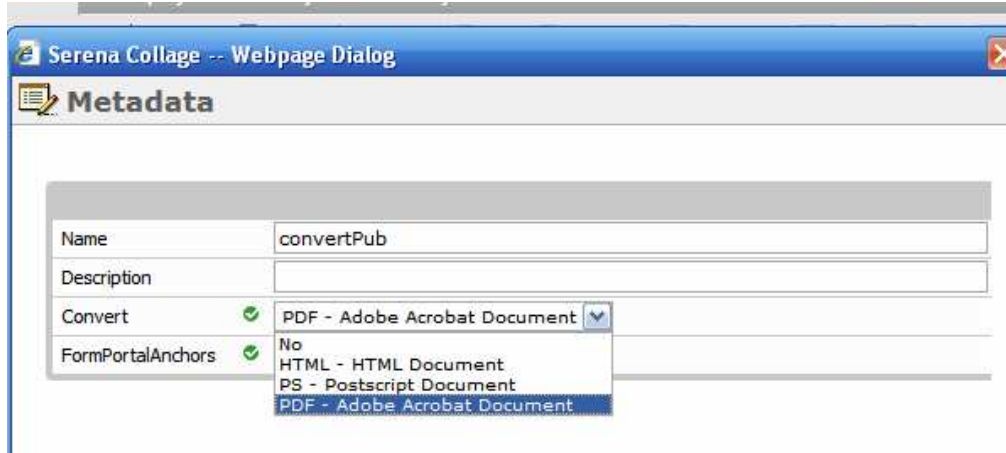 Serena Collage -- Webpage Dialog
Metadata
Name convertPub
Description
Convert PDF - Adobe Acrobat Document
No
FormPortalAnchors
HTML - HTML Document
PS - Postscript Document
PDF - Adobe Acrobat Document